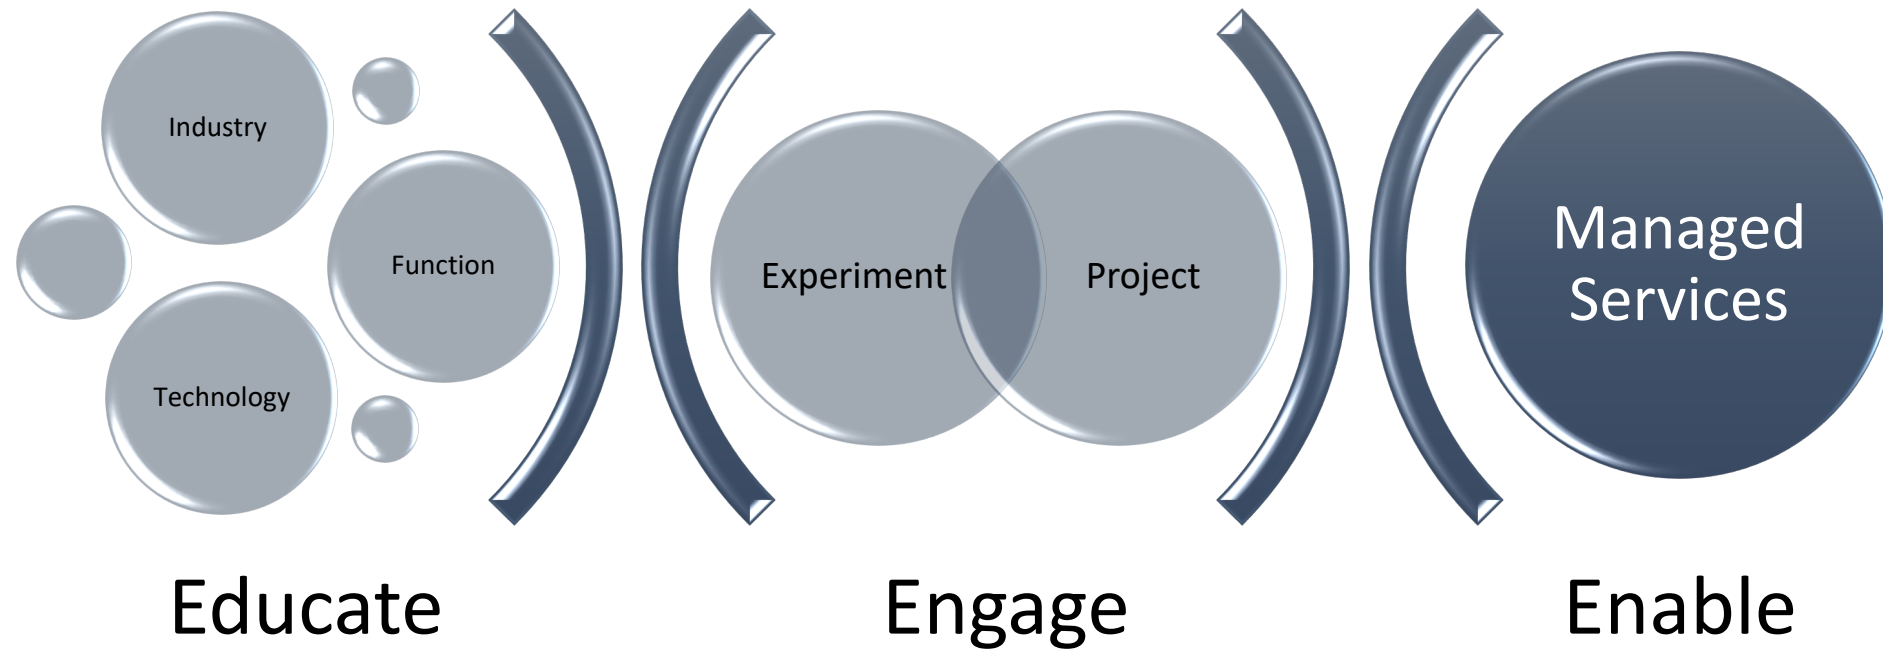 Industry
Function
Technology
Experiment
Project
Managed
Services
Educate
Engage
Enable